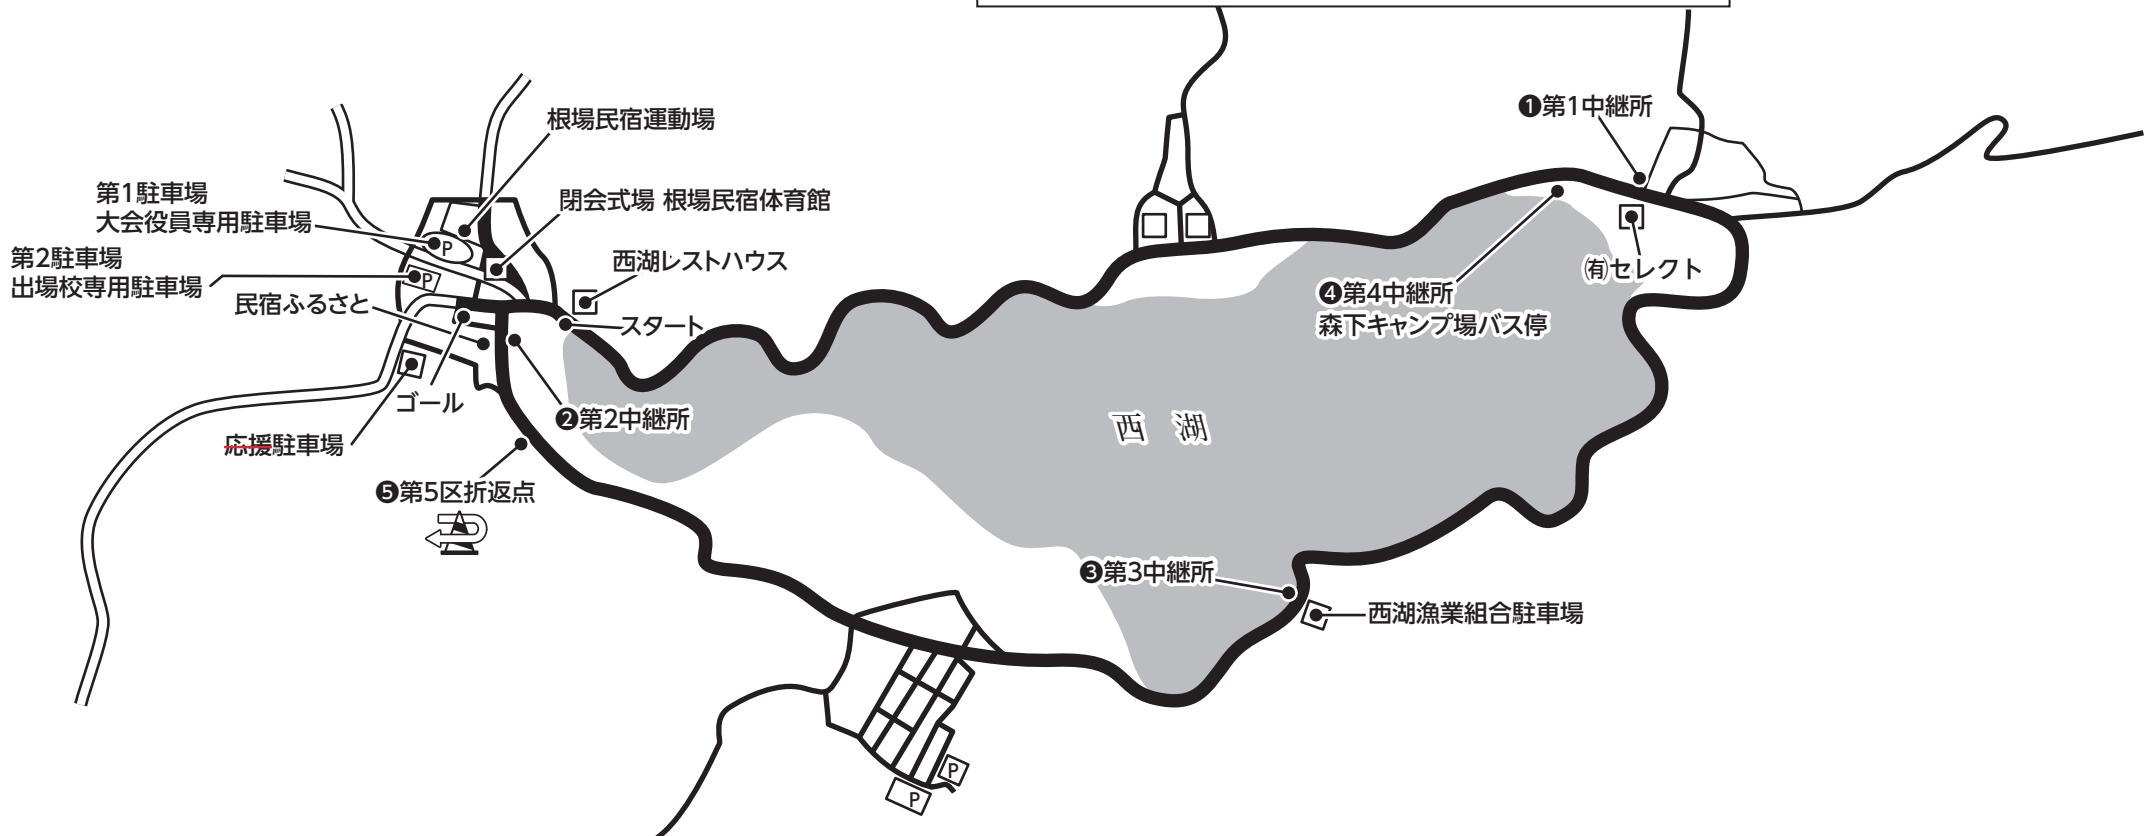 根場民宿運動場
❶第1中継所
第1駐車場
大会役員専用駐車場
閉会式場 根場民宿体育館
第2駐車場
出場校専用駐車場
西湖レストハウス
㈲セレクト
民宿ふるさと
❹第4中継所
森下キャンプ場バス停
スタート
ゴール
❷第2中継所
西 湖
応援駐車場
❺第5区折返点
❸第3中継所
西湖漁業組合駐車場
P
P
P
P